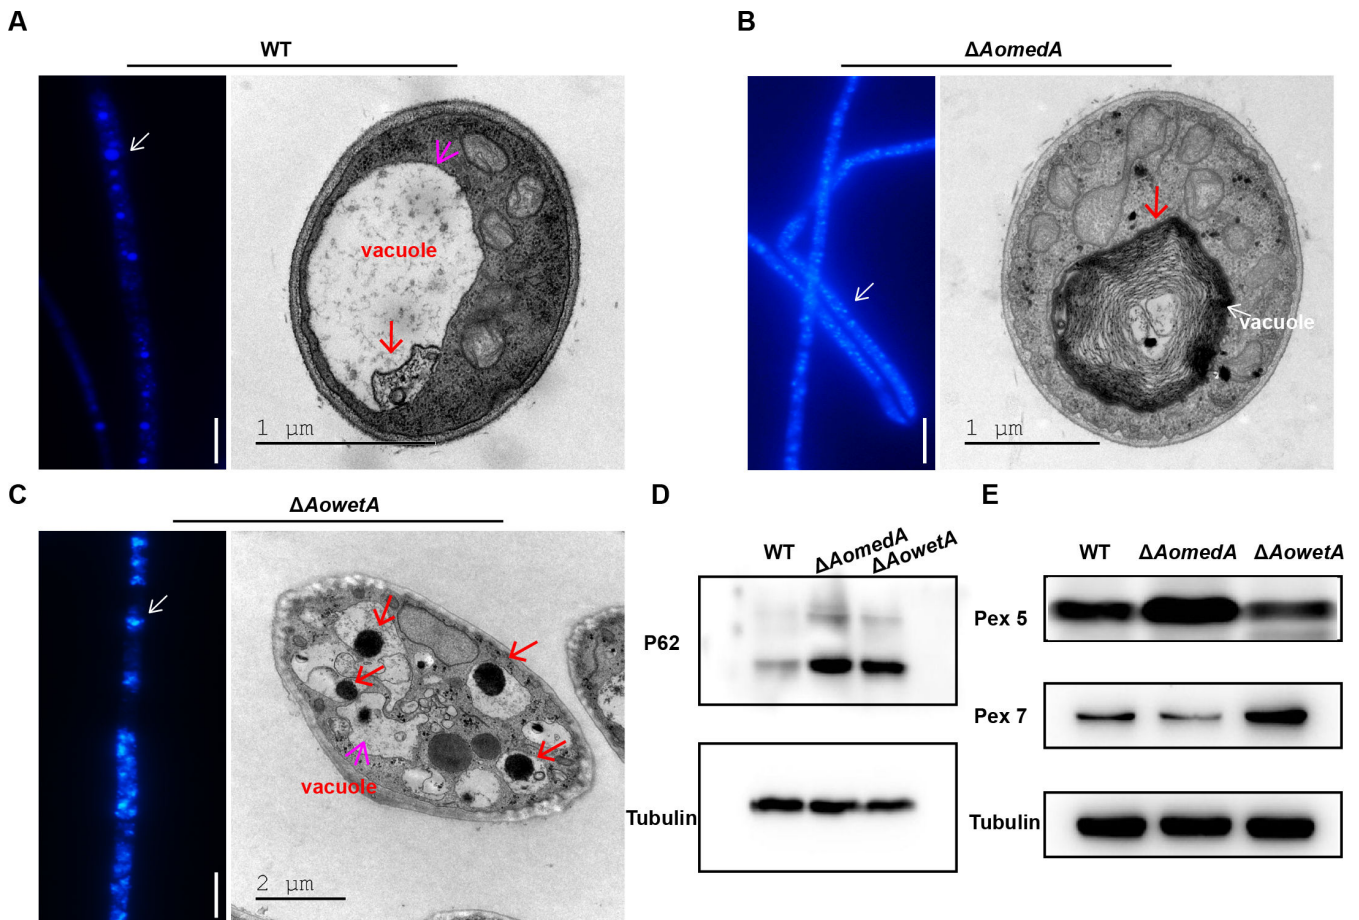 A
WT
vacuole
1 µm
B
ΔAomedA
vacuole
1 µm
C
ΔAowetA
vacuole
2 µm
D
WT
ΔAomedA
ΔAowetA
P62
Tubulin
E
WT
ΔAomedA
ΔAowetA
Pex 5
Pex 7
Tubulin